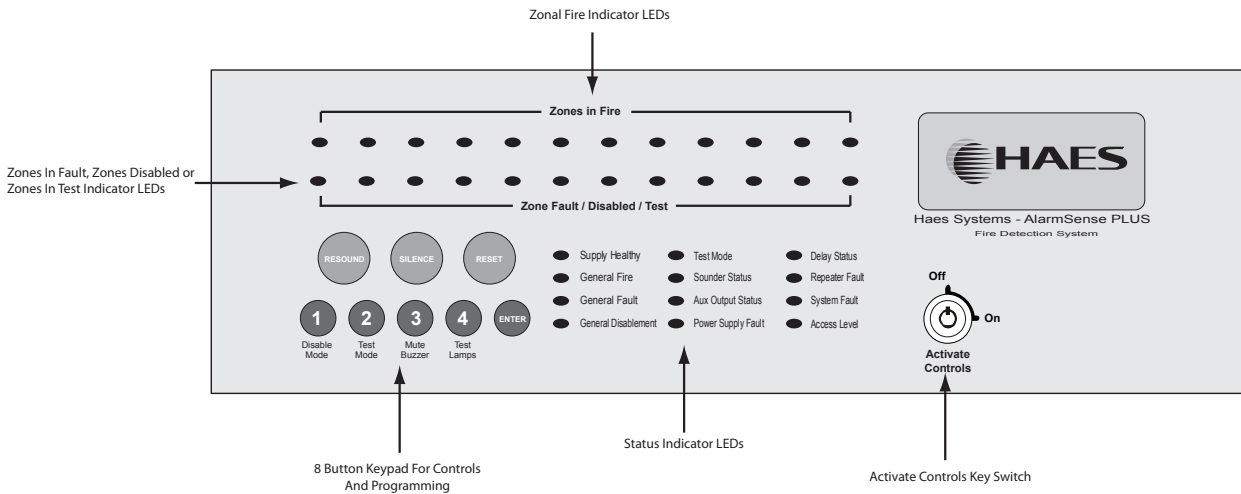 Zonal Fire Indicator LEDs
Zones in Fire
Zones In Fault, Zones Disabled or
Zones In Test Indicator LEDs
Zone Fault / Disabled / Test
HAES
Haes Systems - AlarmSense PLUS
Fire Detection System
RESOUND
SILENCE
RESET
1
2
3
4
ENTER
Disable
Mode
Test
Mode
Mute
Buzzer
Test
Lamps
Supply Healthy
General Fire
General Fault
General Disablement
Test Mode
Sounder Status
Aux Output Status
Power Supply Fault
Delay Status
Repeater Fault
System Fault
Access Level
Off
On
Activate
Controls
8 Button Keypad For Controls
And Programming
Status Indicator LEDs
Activate Controls Key Switch